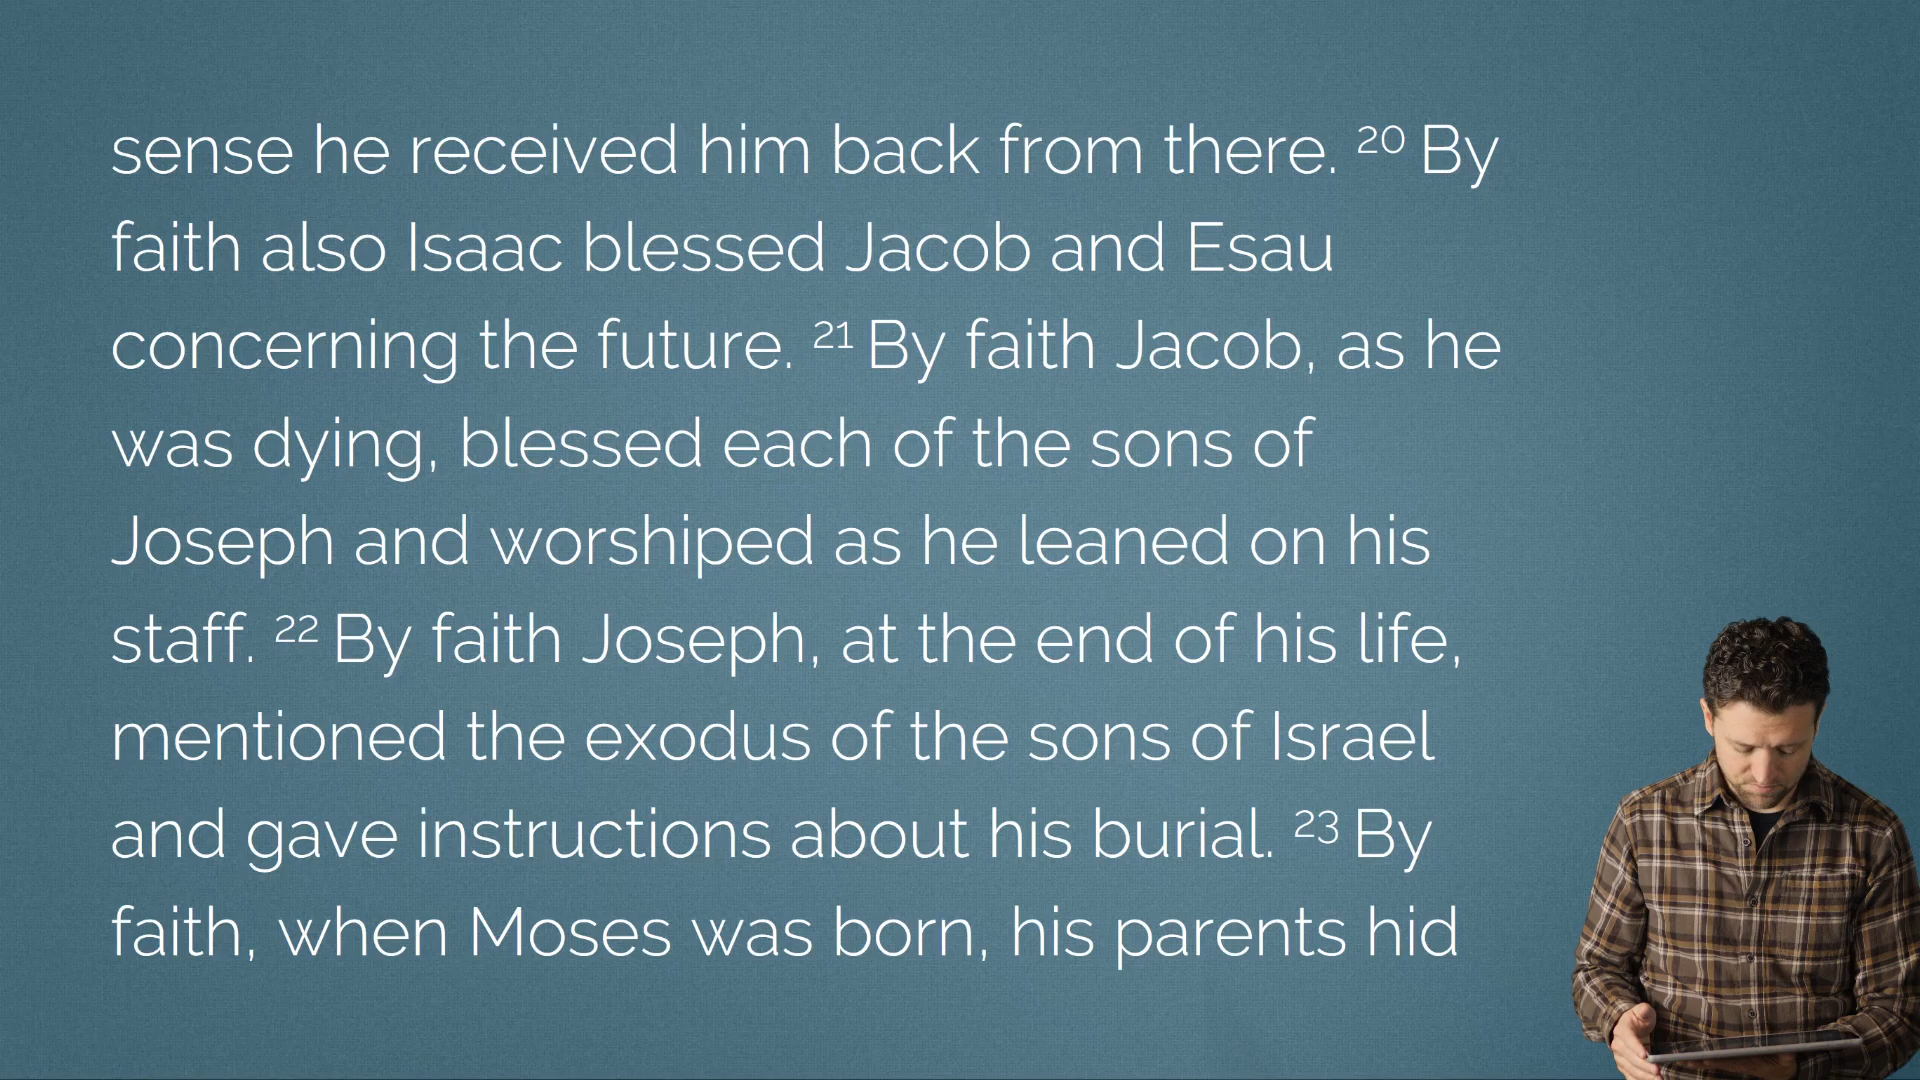 sense he received him back from there. 20 By
faith also Isaac blessed Jacob and Esau
concerning the future. 21 By faith Jacob, as he
was dying, blessed each of the sons of
Joseph and worshiped as he leaned on his
staff. 22 By faith Joseph, at the end of his life,
mentioned the exodus of the sons of Israel
and gave instructions about his burial. 23 By
faith, when Moses was born, his parents hid